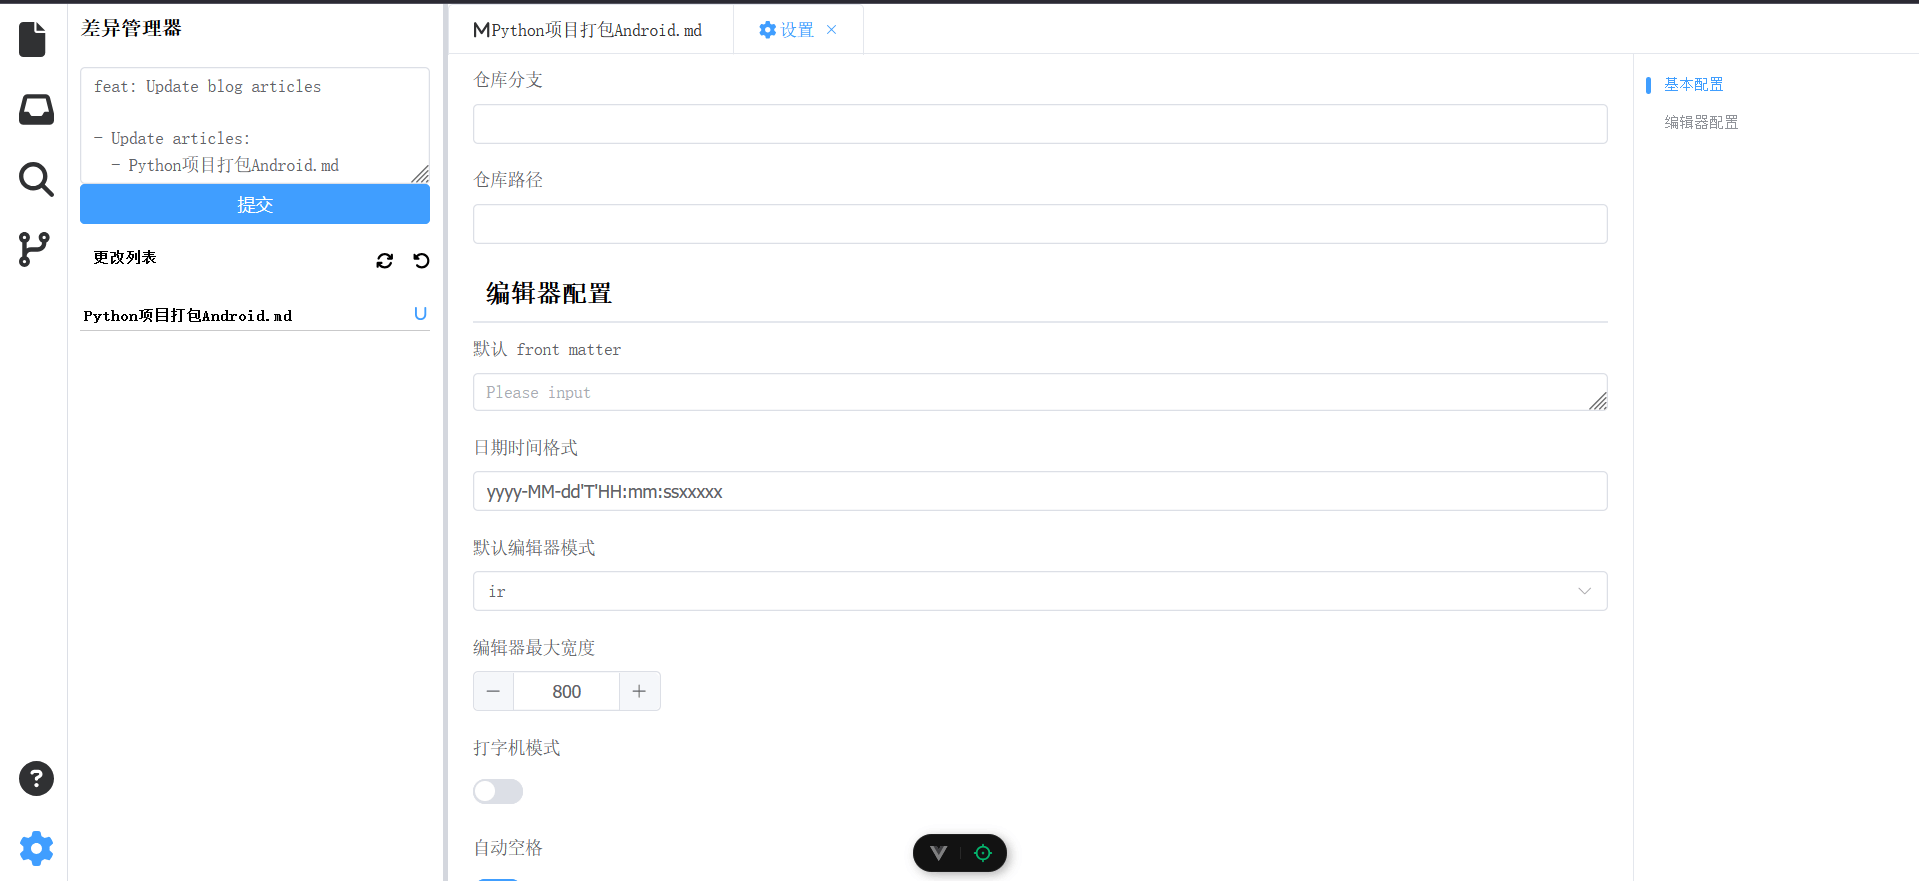 差异管理器
feat: Update blog articles
- Update articles:
- Python项目打包Android.md
提交
更改列表
Python项目打包Android.md
U
Python项目打包Android.md
设置
仓库分支
仓库路径
编辑器配置
默认 front matter
Please input
日期时间格式
yyyy-MM-dd'T'HH:mm:ssxxxxx
默认编辑器模式
ir
编辑器最大宽度
800
打字机模式
自动空格
基本配置
编辑器配置